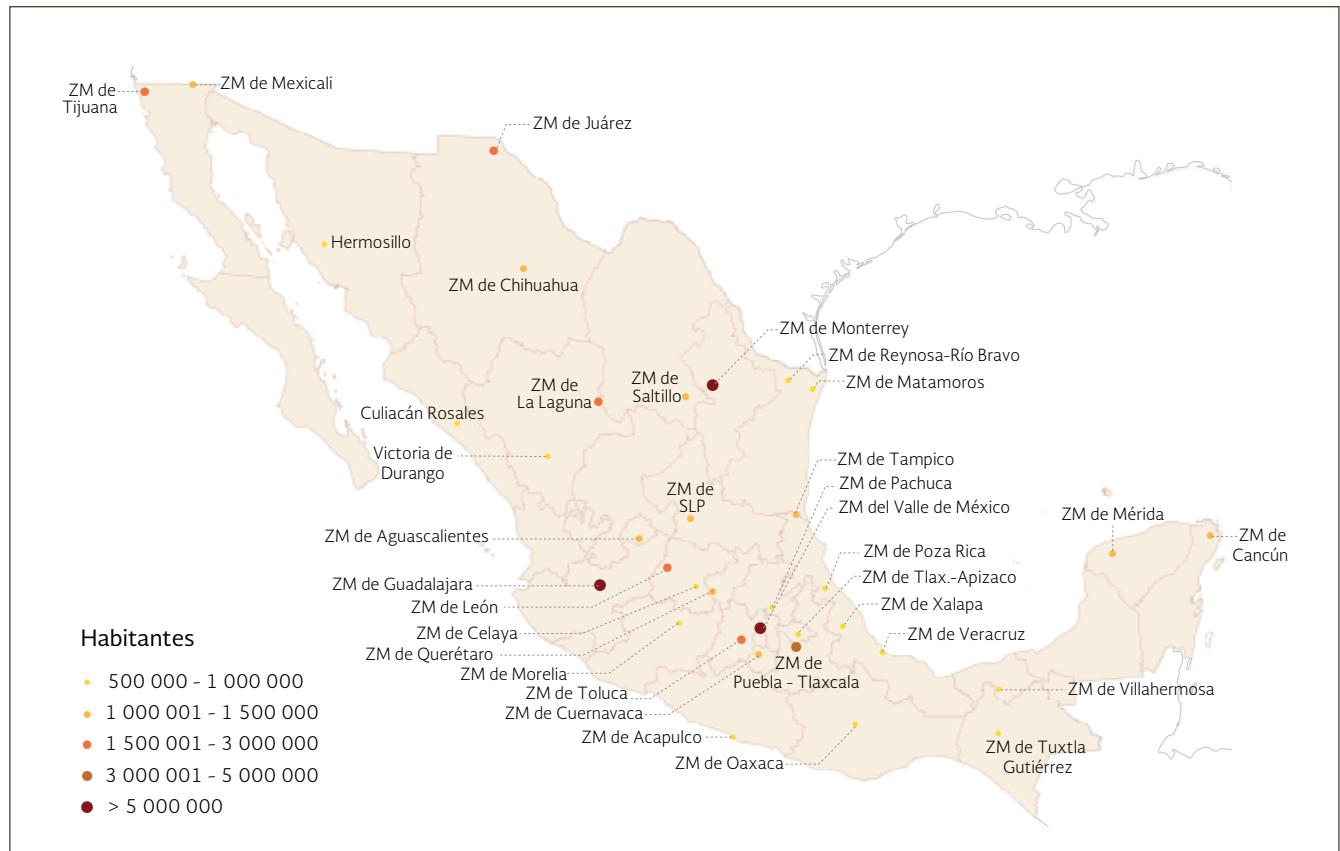 ZM de Mexicali
ZM de
Tijuana
ZM de Juárez
Hermosillo
ZM de Chihuahua
ZM de Monterrey
ZM de Reynosa-Río Bravo
ZM de
La Laguna
ZM de
Saltillo
ZM de Matamoros
Culiacán Rosales
Victoria de
Durango
ZM de Tampico
ZM de Pachuca
ZM de
SLP
ZM del Valle de México
ZM de Mérida
ZM de Aguascalientes
ZM de
Cancún
ZM de Poza Rica
ZM de Guadalajara
ZM de Tlax.-Apizaco
ZM de León
ZM de Xalapa
ZM de Celaya
ZM de Veracruz
ZM de Querétaro
ZM de Morelia
ZM de
Puebla - Tlaxcala
ZM de Toluca
ZM de Villahermosa
ZM de Cuernavaca
ZM de Acapulco
ZM de Oaxaca
ZM de Tuxtla
Gutiérrez
Habitantes
500 000 - 1 000 000
1 000 001 - 1 500 000
1 500 001 - 3 000 000
3 000 001 - 5 000 000
> 5 000 000